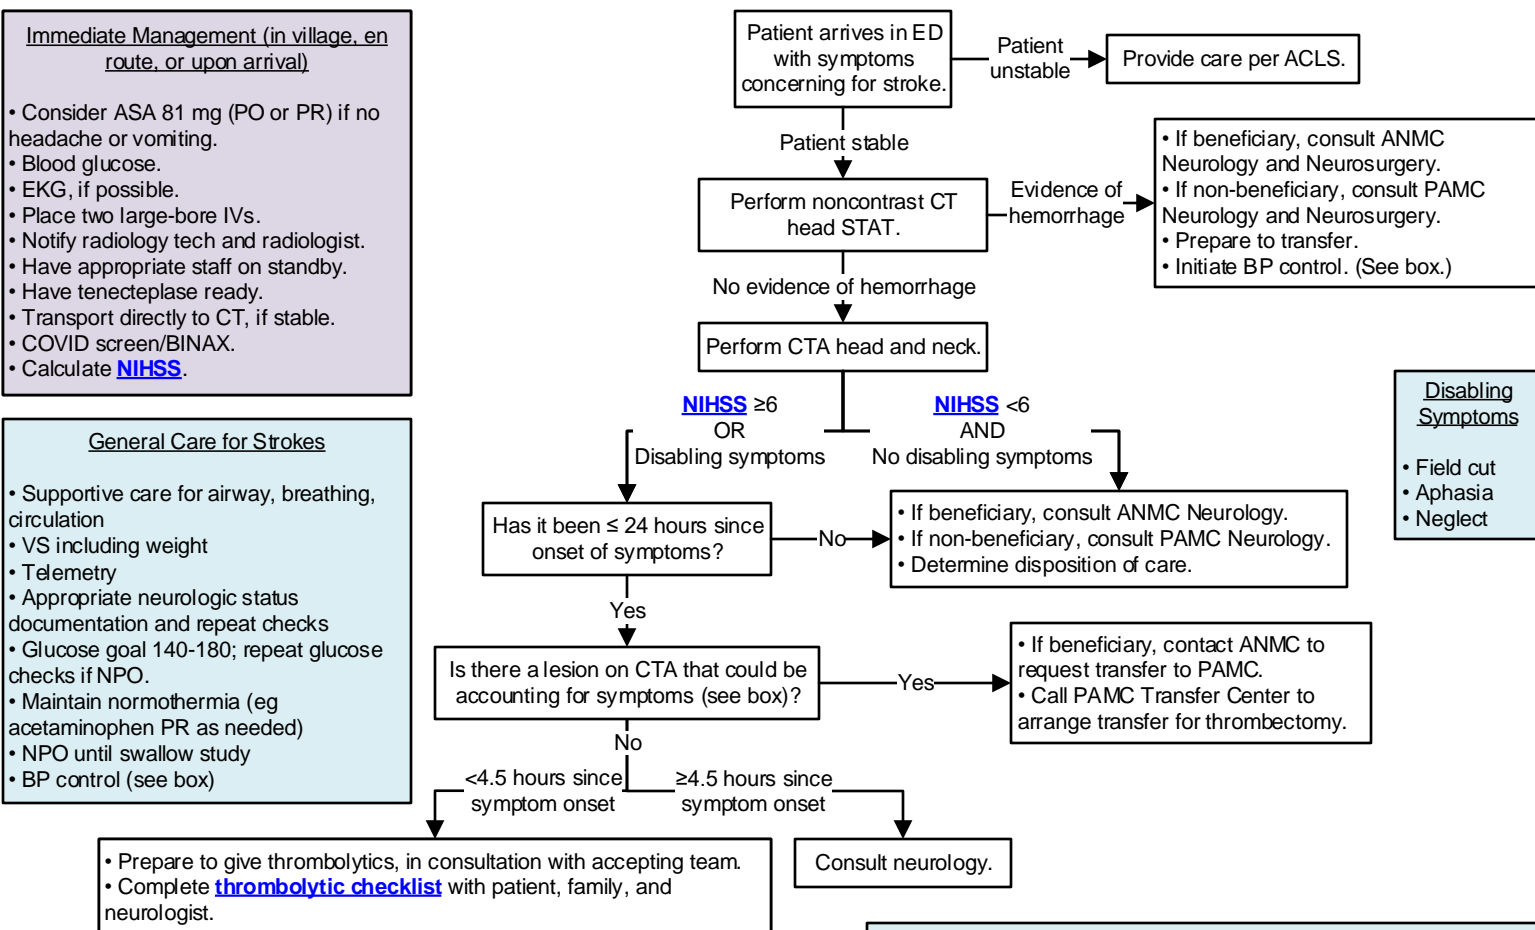 Immediate Management (in village, en
route, or upon arrival)
• Consider ASA 81 mg (PO or PR) if no
headache or vomiting.
• Blood glucose.
• EKG, if possible.
• Place two large-bore IVs.
• Notify radiology tech and radiologist.
• Have appropriate staff on standby.
• Have tenecteplase ready.
• Transport directly to CT, if stable.
• COVID screen/BINAX.
• Calculate NIHSS.
General Care for Strokes
• Supportive care for airway, breathing,
circulation
• VS including weight
• Telemetry
• Appropriate neurologic status
documentation and repeat checks
• Glucose goal 140-180; repeat glucose
checks if NPO.
• Maintain normothermia (eg
acetaminophen PR as needed)
• NPO until swallow study
• BP control (see box)
Patient arrives in ED
with symptoms
concerning for stroke.
Patient
unstable
Provide care per ACLS.
Patient stable
Perform noncontrast CT
head STAT.
Evidence of
hemorrhage
• If beneficiary, consult ANMC
Neurology and Neurosurgery.
• If non-beneficiary, consult PAMC
Neurology and Neurosurgery.
• Prepare to transfer.
• Initiate BP control. (See box.)
No evidence of hemorrhage
Perform CTA head and neck.
NIHSS ≥6
OR
Disabling symptoms
NIHSS <6
AND
No disabling symptoms
Disabling
Symptoms
• Field cut
• Aphasia
• Neglect
Has it been ≤ 24 hours since
onset of symptoms?
No
• If beneficiary, consult ANMC Neurology.
• If non-beneficiary, consult PAMC Neurology.
• Determine disposition of care.
Yes
Is there a lesion on CTA that could be
accounting for symptoms (see box)?
Yes
• If beneficiary, contact ANMC to
request transfer to PAMC.
• Call PAMC Transfer Center to
arrange transfer for thrombectomy.
No
<4.5 hours since
symptom onset
≥4.5 hours since
symptom onset
• Prepare to give thrombolytics, in consultation with accepting team.
• Complete thrombolytic checklist with patient, family, and
neurologist.
Consult neurology.